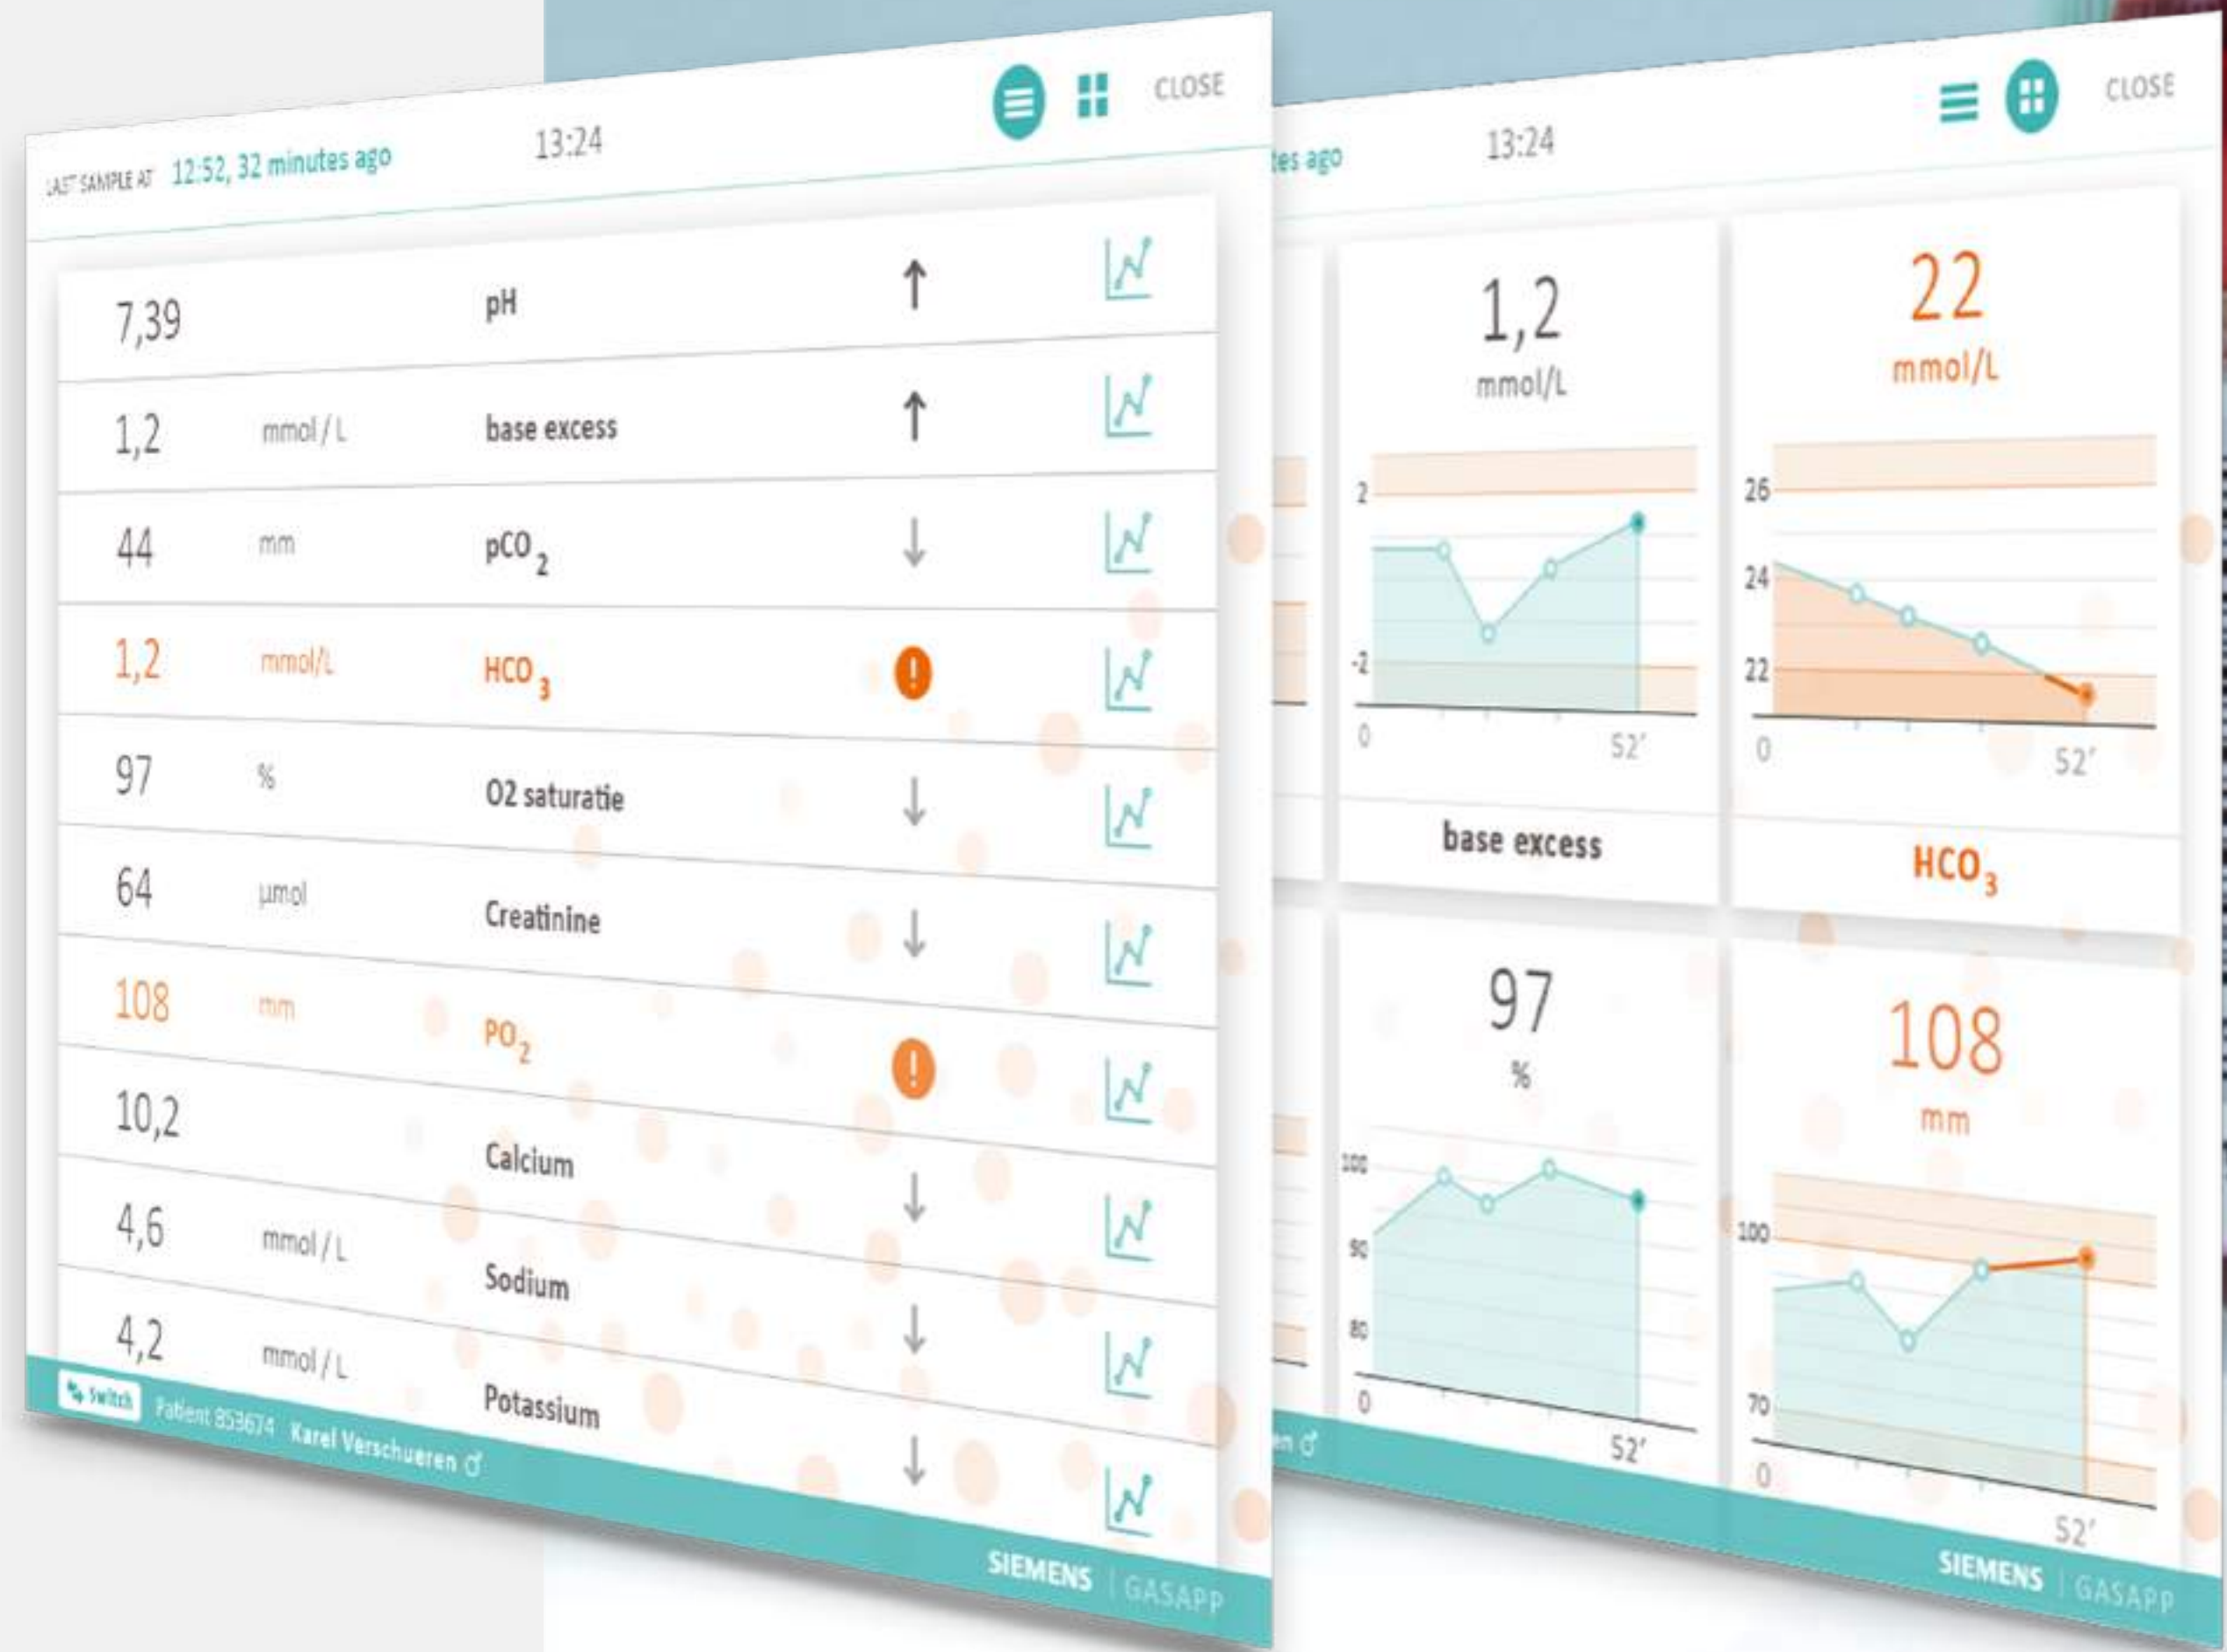 LAST SAMPLE AT 12:52, 32 minutes ago 13:24 CLOSE
7,39 pH
1,2 mmol / L base excess
44 mm pCO2
1,2 mmol/L HCO3
97 % O2 saturatie
64 µmol Creatinine
108 mm PO2
10,2 Calcium
4,6 mmol / L Sodium
4,2 mmol / L Potassium
Switch Patient 853674 Karel Verschueren ♂
SIEMENS | GASAPP
tes ago 13:24 CLOSE
1,2
mmol/L
2
-2
0 52'
base excess
22
mmol/L
26
24
22
0 52'
HCO3
97
%
100
90
80
0 52'
108
mm
100
70
0 52'
en ♂
SIEMENS | GASAPP